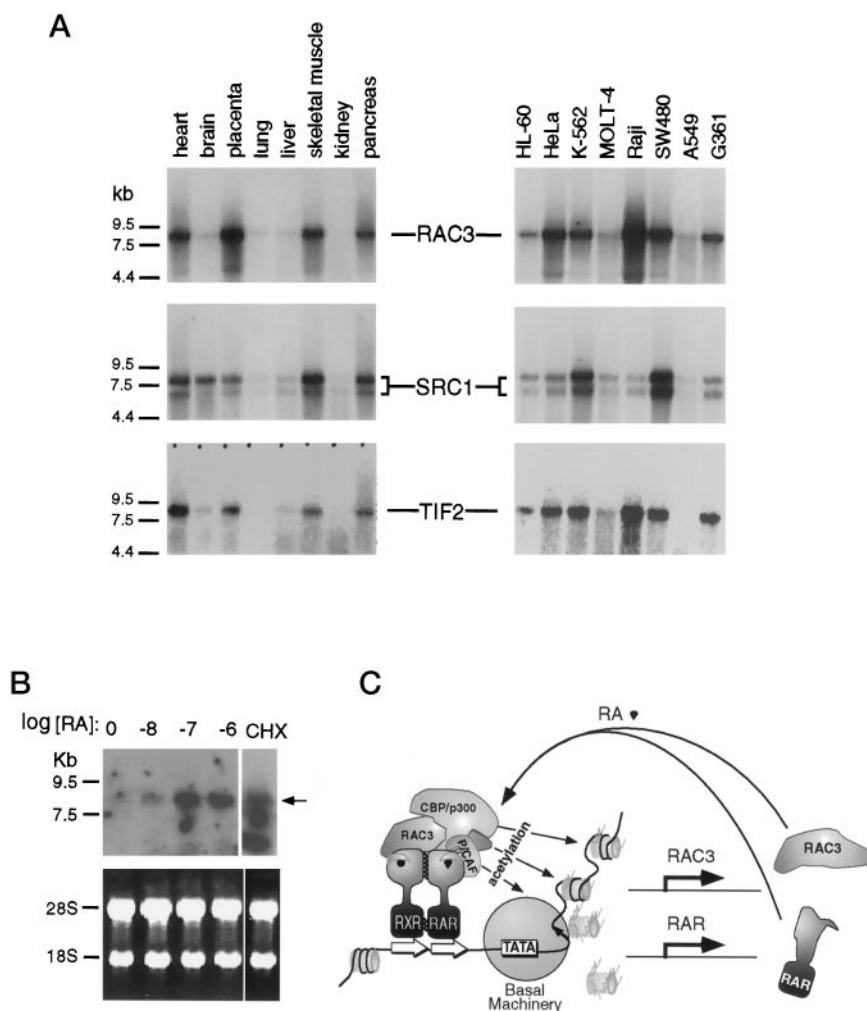 A
heart
brain
placenta
lung
liver
skeletal muscle
kidney
pancreas
HL-60
HeLa
K-562
MOLT-4
Raji
SW480
A549
G361
kb
9.5
7.5
4.4
RAC3
9.5
7.5
4.4
SRC1
9.5
7.5
4.4
TIF2
B
log [RA]: 0 -8 -7 -6 CHX
Kb
9.5
7.5
28S
18S
C
RA
CBP/p300
RAC3
P/CAF
acetylation
RXR
RAR
TATA
Basal
Machinery
RAC3
RAR
RAC3
RAR